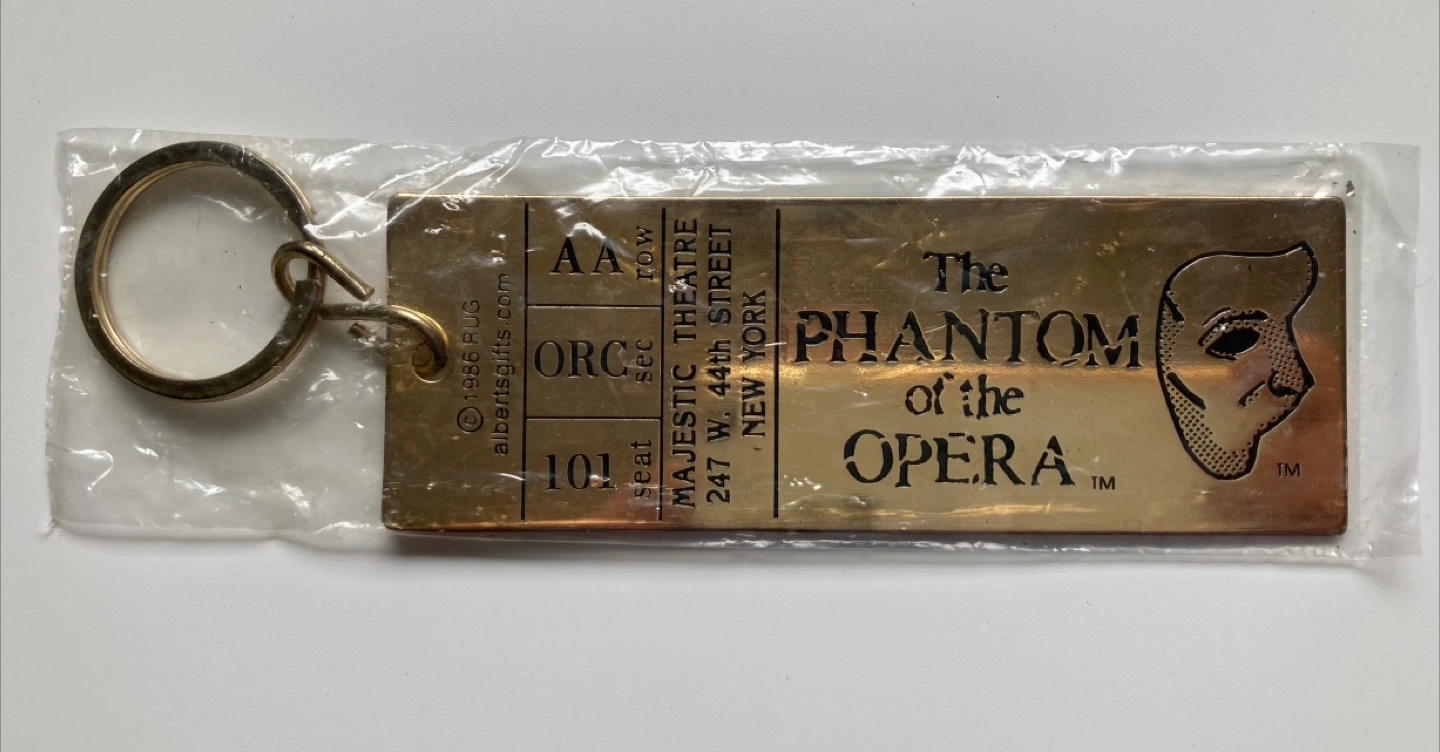 © 1986 RUG
albertsgifts.com
AA row
ORC sec
101 seat
MAJESTIC THEATRE
247 W. 44th STREET
NEW YORK
The
PHANTOM
of the
OPERA TM
TM